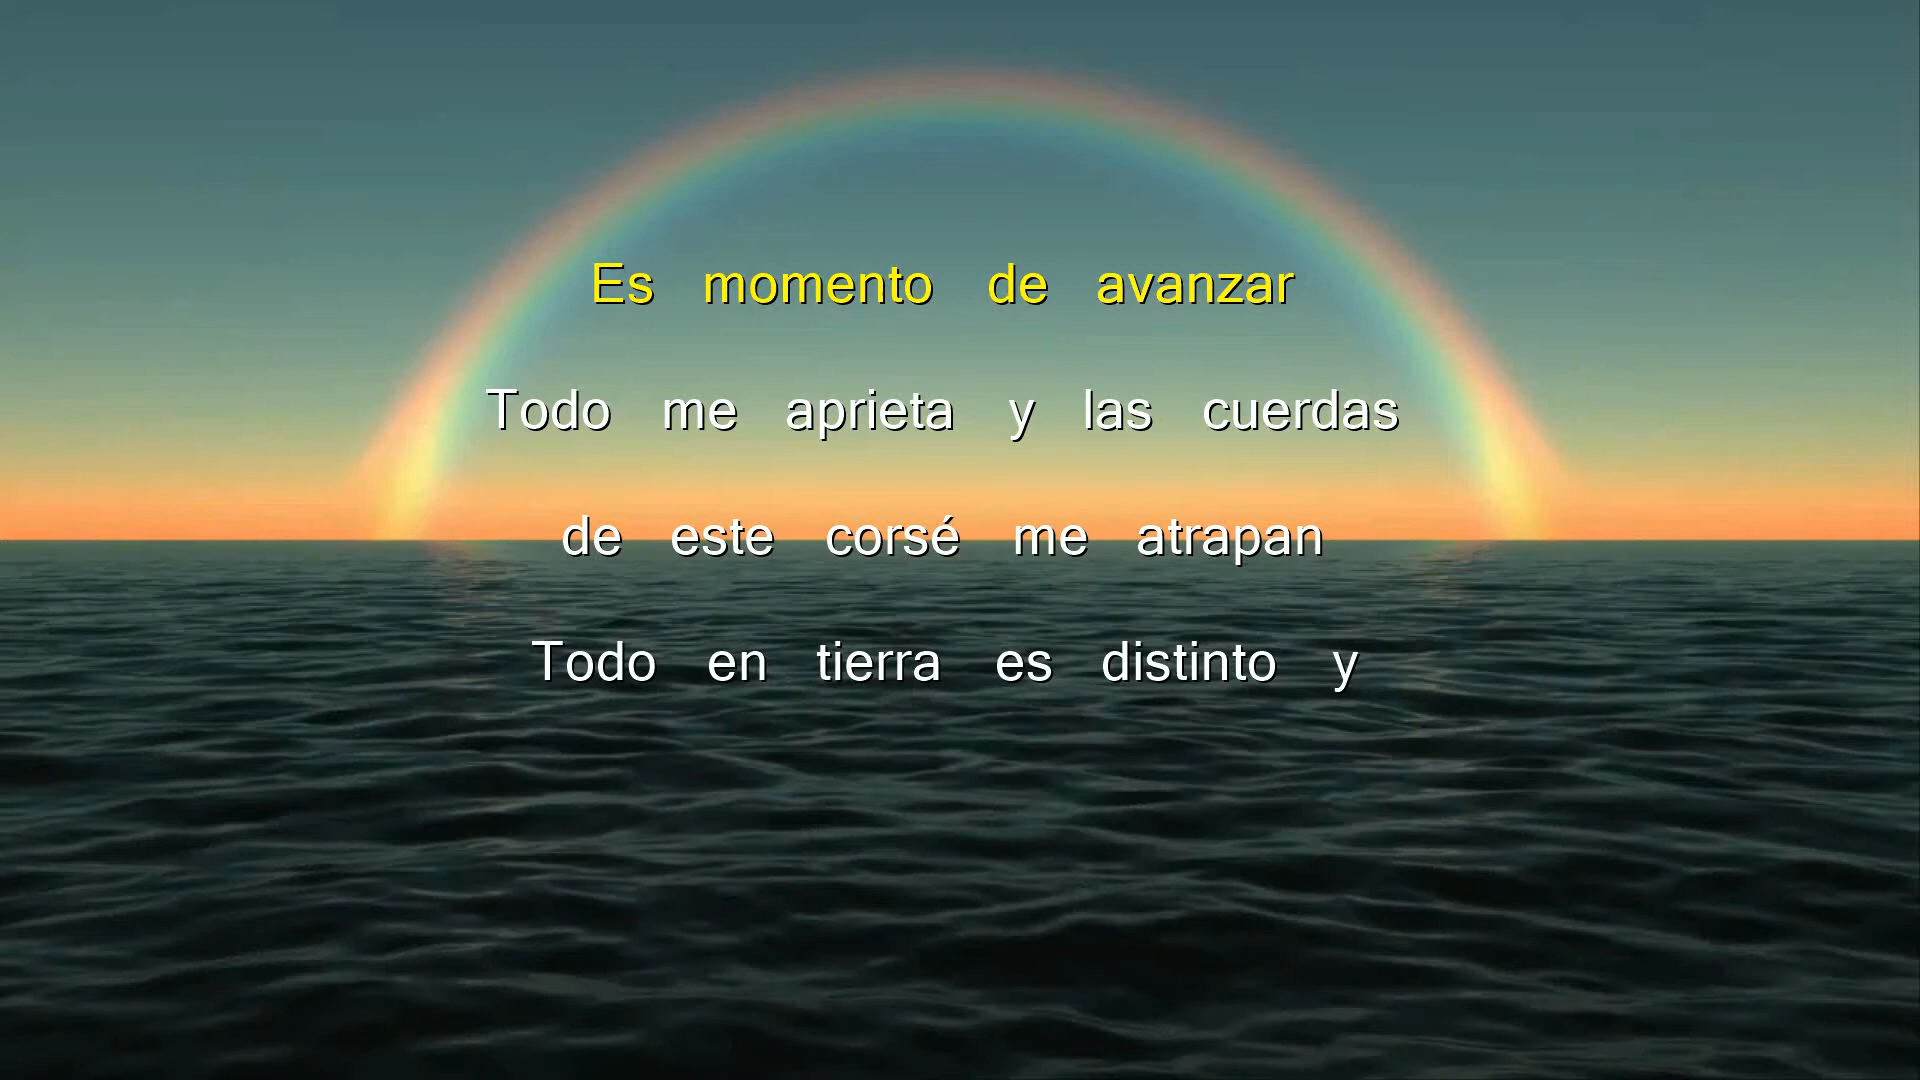 Es momento de avanzar
Todo me aprieta y las cuerdas
de este corsé me atrapan
Todo en tierra es distinto y